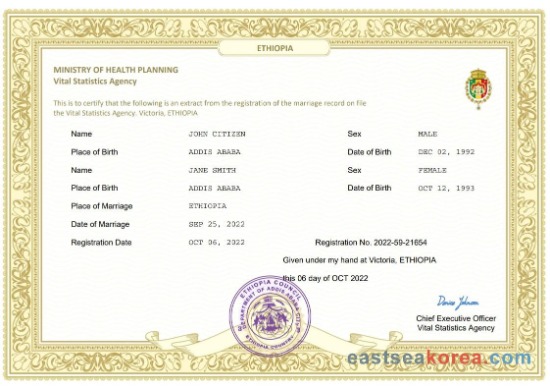 ETHIOPIA
MINISTRY OF HEALTH PLANNING
Vital Statistics Agency
This is to certify that the following is an extract from the registration of the marriage record on file
the Vital Statistics Agency. Victoria, ETHIOPIA
Name JOHN CITIZEN Sex MALE
Place of Birth ADDIS ABABA Date of Birth DEC 02, 1992
Name JANE SMITH Sex FEMALE
Place of Birth ADDIS ABABA Date of Birth OCT 12, 1993
Place of Marriage ETHIOPIA
Date of Marriage SEP 25, 2022
Registration Date OCT 06, 2022 Registration No. 2022-59-21654
Given under my hand at Victoria, ETHIOPIA
this 06 day of OCT 2022
ETHIOPIA COUNCIL
DEPARTMENT OF ADDIS ABABA
ETHIOPIA COUNTRY
Denise Johnson
Chief Executive Officer
Vital Statistics Agency
eastseakorea.com